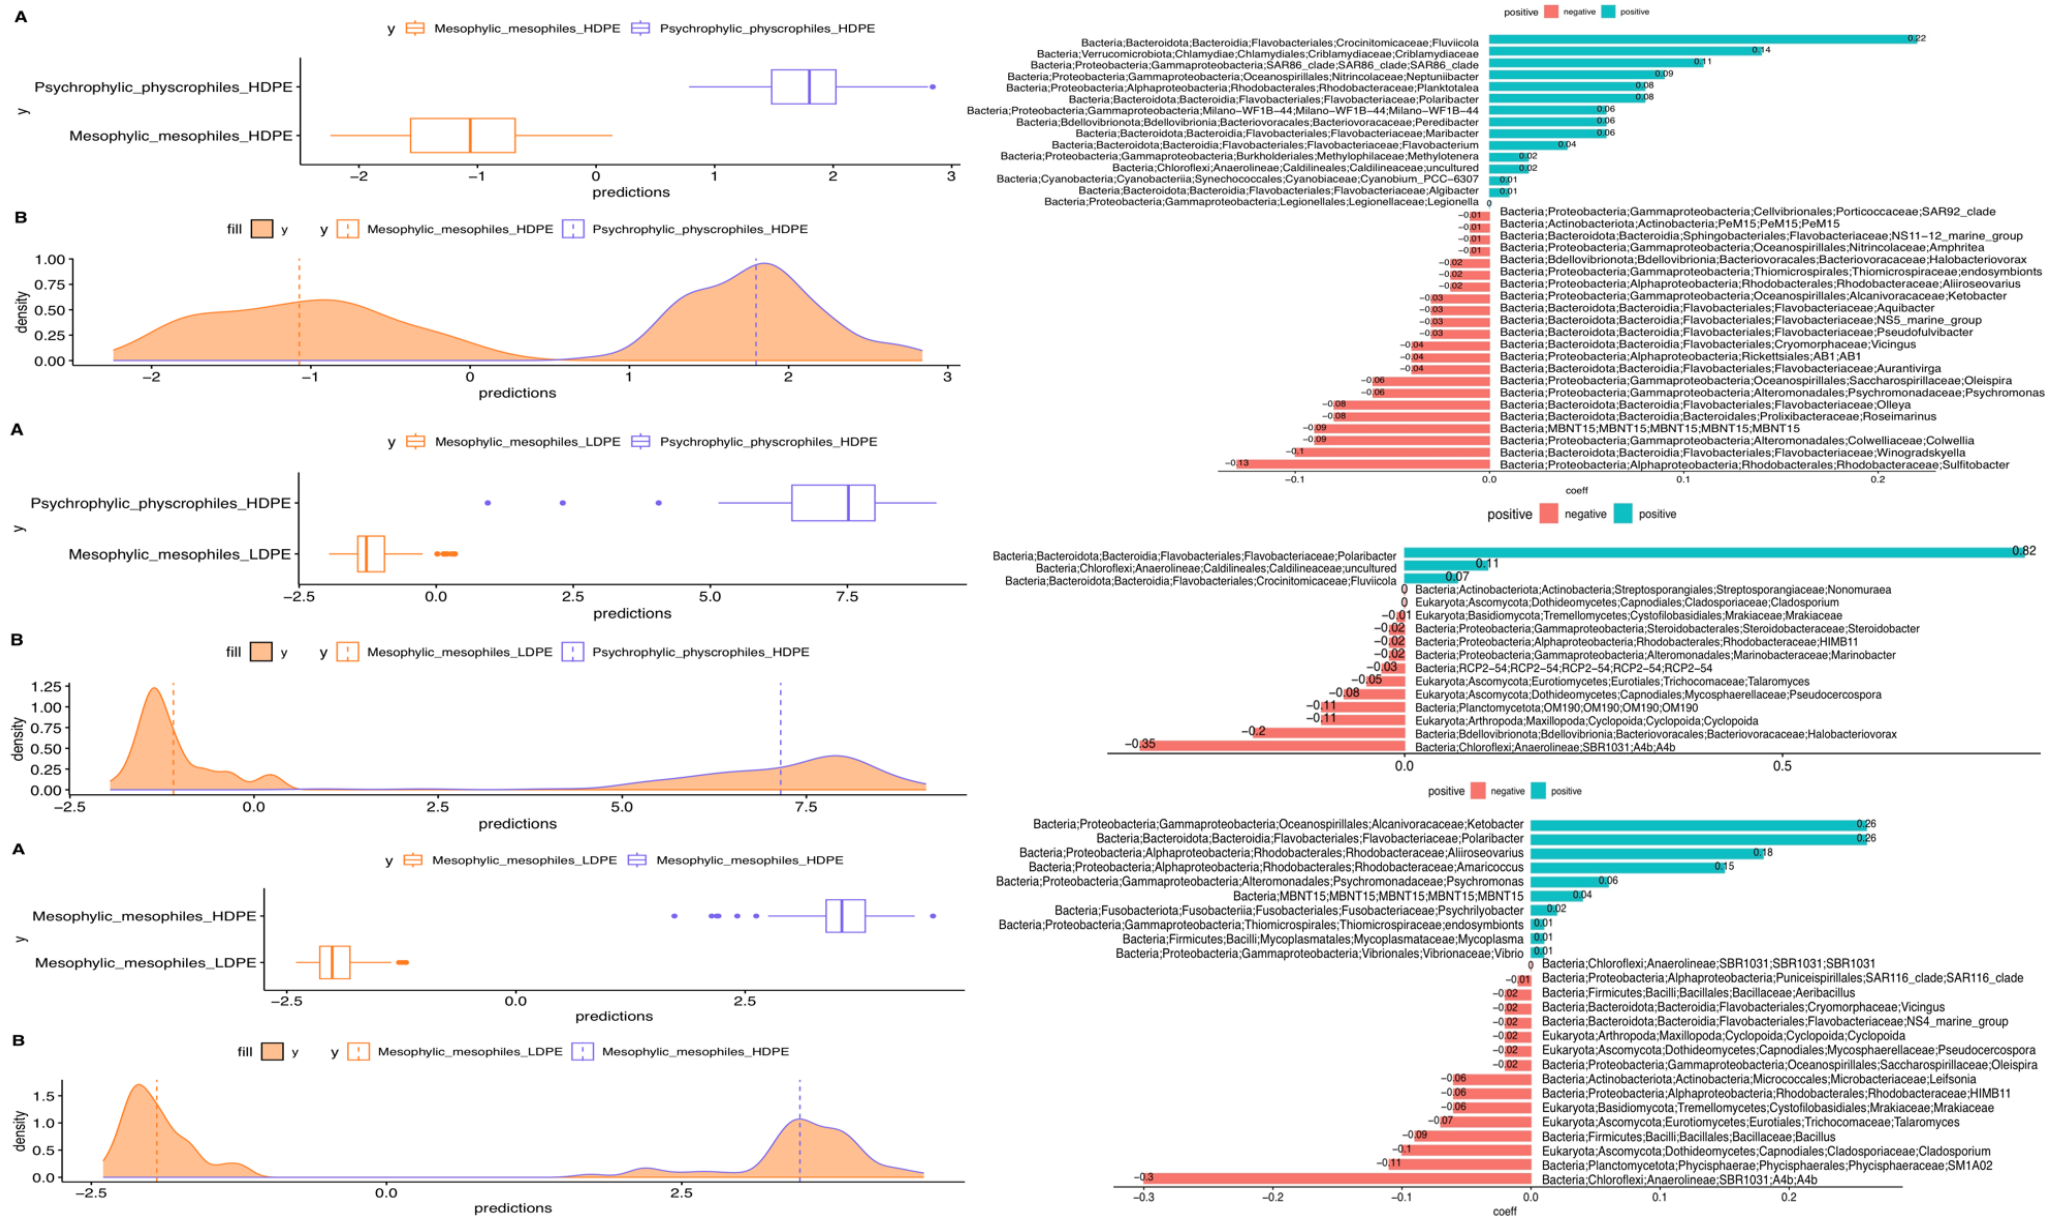 A
y Mesophylic_mesophiles_HDPE Psychrophylic_physcrophiles_HDPE
Psychrophylic_physcrophiles_HDPE
Mesophylic_mesophiles_HDPE
y
−2 −1 0 1 2 3
predictions
B
fill y y Mesophylic_mesophiles_HDPE Psychrophylic_physcrophiles_HDPE
1.00
0.75
0.50
0.25
0.00
density
−2 −1 0 1 2 3
predictions
positive negative positive
Bacteria;Bacteroidota;Bacteroidia;Flavobacteriales;Crocinitomicaceae;Fluviicola 0.22
Bacteria;Verrucomicrobiota;Chlamydiae;Chlamydiales;Criblamydiaceae 0.14
Bacteria;Proteobacteria;Gammaproteobacteria;SAR86_clade;SAR86_clade;SAR86_clade 0.11
Bacteria;Proteobacteria;Gammaproteobacteria;Oceanospirillales;Nitrincolaceae;Neptuniibacter 0.09
Bacteria;Proteobacteria;Alphaproteobacteria;Rhodobacterales;Rhodobacteraceae;Planktotalea 0.08
Bacteria;Bacteroidota;Bacteroidia;Flavobacteriales;Flavobacteriaceae;Polaribacter 0.08
Bacteria;Proteobacteria;Gammaproteobacteria;Milano−WF1B−44;Milano−WF1B−44;Milano−WF1B−44 0.06
Bacteria;Bdellovibrionota;Bdellovibrionia;Bacteriovoracales;Bacteriovoracaceae;Peredibacter 0.06
Bacteria;Bacteroidota;Bacteroidia;Flavobacteriales;Flavobacteriaceae;Maribacter 0.06
Bacteria;Bacteroidota;Bacteroidia;Flavobacteriales;Flavobacteriaceae;Flavobacterium 0.04
Bacteria;Proteobacteria;Gammaproteobacteria;Burkholderiales;Methylophilaceae;Methylotenera 0.02
Bacteria;Chloroflexi;Anaerolineae;Caldilineales;Caldilineaceae;uncultured 0.02
Bacteria;Cyanobacteria;Cyanobacteriia;Synechococcales;Cyanobiaceae;Cyanobium_PCC−6307 0.01
Bacteria;Bacteroidota;Bacteroidia;Flavobacteriales;Flavobacteriaceae;Algibacter 0.01
Bacteria;Proteobacteria;Gammaproteobacteria;Legionellales;Legionellaceae;Legionella 0
−0.01 Bacteria;Proteobacteria;Gammaproteobacteria;Cellvibrionales;Porticoccaceae;SAR92_clade
−0.01 Bacteria;Actinobacteriota;Actinobacteria;PeM15;PeM15;PeM15
−0.01 Bacteria;Bacteroidota;Bacteroidia;Sphingobacteriales;Flavobacteriaceae;NS11−12_marine_group
−0.01 Bacteria;Proteobacteria;Gammaproteobacteria;Oceanospirillales;Nitrincolaceae;Amphritea
−0.02 Bacteria;Bdellovibrionota;Bdellovibrionia;Bacteriovoracales;Bacteriovoracaceae;Halobacteriovorax
−0.02 Bacteria;Proteobacteria;Gammaproteobacteria;Thiomicrospirales;Thiomicrospiraceae;endosymbionts
−0.02 Bacteria;Proteobacteria;Alphaproteobacteria;Rhodobacterales;Rhodobacteraceae;Aliiroseovarius
−0.03 Bacteria;Proteobacteria;Gammaproteobacteria;Oceanospirillales;Alcanivoracaceae;Ketobacter
−0.03 Bacteria;Bacteroidota;Bacteroidia;Flavobacteriales;Flavobacteriaceae;Aquibacter
−0.03 Bacteria;Bacteroidota;Bacteroidia;Flavobacteriales;Flavobacteriaceae;NS5_marine_group
−0.03 Bacteria;Bacteroidota;Bacteroidia;Flavobacteriales;Flavobacteriaceae;Pseudofulvibacter
−0.04 Bacteria;Bacteroidota;Bacteroidia;Flavobacteriales;Cryomorphaceae;Vicingus
−0.04 Bacteria;Proteobacteria;Alphaproteobacteria;Rickettsiales;AB1;AB1
−0.04 Bacteria;Bacteroidota;Bacteroidia;Flavobacteriales;Flavobacteriaceae;Aurantivirga
−0.06 Bacteria;Proteobacteria;Gammaproteobacteria;Oceanospirillales;Saccharospirillaceae;Oleispira
−0.06 Bacteria;Proteobacteria;Gammaproteobacteria;Alteromonadales;Psychromonadaceae;Psychromonas
−0.08 Bacteria;Bacteroidota;Bacteroidia;Flavobacteriales;Flavobacteriaceae;Olleya
−0.08 Bacteria;Bacteroidota;Bacteroidia;Bacteroidales;Prolixibacteraceae;Roseimarinus
−0.09 Bacteria;MBNT15;MBNT15;MBNT15;MBNT15;MBNT15
−0.09 Bacteria;Proteobacteria;Gammaproteobacteria;Alteromonadales;Colwelliaceae;Colwellia
−0.1 Bacteria;Bacteroidota;Bacteroidia;Flavobacteriales;Flavobacteriaceae;Winogradskyella
−0.13 Bacteria;Proteobacteria;Alphaproteobacteria;Rhodobacterales;Rhodobacteraceae;Sulfitobacter
−0.1 0.0 0.1 0.2
coeff
A
y Mesophylic_mesophiles_LDPE Psychrophylic_physcrophiles_HDPE
Psychrophylic_physcrophiles_HDPE
Mesophylic_mesophiles_LDPE
y
−2.5 0.0 2.5 5.0 7.5
predictions
B
fill y y Mesophylic_mesophiles_LDPE Psychrophylic_physcrophiles_HDPE
1.25
1.00
0.75
0.50
0.25
0.00
density
−2.5 0.0 2.5 5.0 7.5
predictions
positive negative positive
Bacteria;Bacteroidota;Bacteroidia;Flavobacteriales;Flavobacteriaceae;Polaribacter 0.82
Bacteria;Chloroflexi;Anaerolineae;Caldilineales;Caldilineaceae;uncultured 0.11
Bacteria;Bacteroidota;Bacteroidia;Flavobacteriales;Crocinitomicaceae;Fluviicola 0.07
0 Bacteria;Actinobacteriota;Actinobacteria;Streptosporangiales;Streptosporangiaceae;Nonomuraea
0 Eukaryota;Ascomycota;Dothideomycetes;Capnodiales;Cladosporiaceae;Cladosporium
−0.01 Eukaryota;Basidiomycota;Tremellomycetes;Cystofilobasidiales;Mrakiaceae;Mrakiaceae
−0.02 Bacteria;Proteobacteria;Gammaproteobacteria;Steroidobacterales;Steroidobacteraceae;Steroidobacter
−0.02 Bacteria;Proteobacteria;Alphaproteobacteria;Rhodobacterales;Rhodobacteraceae;HIMB11
−0.02 Bacteria;Proteobacteria;Gammaproteobacteria;Alteromonadales;Marinobacteraceae;Marinobacter
−0.03 Bacteria;RCP2−54;RCP2−54;RCP2−54;RCP2−54;RCP2−54
−0.05 Eukaryota;Ascomycota;Eurotiomycetes;Eurotiales;Trichocomaceae;Talaromyces
−0.08 Eukaryota;Ascomycota;Dothideomycetes;Capnodiales;Mycosphaerellaceae;Pseudocercospora
−0.11 Bacteria;Planctomycetota;OM190;OM190;OM190;OM190
−0.11 Eukaryota;Arthropoda;Maxillopoda;Cyclopoida;Cyclopoida;Cyclopoida
−0.2 Bacteria;Bdellovibrionota;Bdellovibrionia;Bacteriovoracales;Bacteriovoracaceae;Halobacteriovorax
−0.35 Bacteria;Chloroflexi;Anaerolineae;SBR1031;A4b;A4b
0.0 0.5
A
y Mesophylic_mesophiles_LDPE Mesophylic_mesophiles_HDPE
Mesophylic_mesophiles_HDPE
Mesophylic_mesophiles_LDPE
y
−2.5 0.0 2.5
predictions
B
fill y y Mesophylic_mesophiles_LDPE Mesophylic_mesophiles_HDPE
1.5
1.0
0.5
0.0
density
−2.5 0.0 2.5
predictions
positive negative positive
Bacteria;Proteobacteria;Gammaproteobacteria;Oceanospirillales;Alcanivoracaceae;Ketobacter 0.26
Bacteria;Bacteroidota;Bacteroidia;Flavobacteriales;Flavobacteriaceae;Polaribacter 0.26
Bacteria;Proteobacteria;Alphaproteobacteria;Rhodobacterales;Rhodobacteraceae;Aliiroseovarius 0.18
Bacteria;Proteobacteria;Alphaproteobacteria;Rhodobacterales;Rhodobacteraceae;Amaricoccus 0.15
Bacteria;Proteobacteria;Gammaproteobacteria;Alteromonadales;Psychromonadaceae;Psychromonas 0.06
Bacteria;MBNT15;MBNT15;MBNT15;MBNT15;MBNT15 0.04
Bacteria;Fusobacteriota;Fusobacteriia;Fusobacteriales;Fusobacteriaceae;Psychrilyobacter 0.02
Bacteria;Proteobacteria;Gammaproteobacteria;Thiomicrospirales;Thiomicrospiraceae;endosymbionts 0.01
Bacteria;Firmicutes;Bacilli;Mycoplasmatales;Mycoplasmataceae;Mycoplasma 0.01
Bacteria;Proteobacteria;Gammaproteobacteria;Vibrionales;Vibrionaceae;Vibrio 0.01
0 Bacteria;Chloroflexi;Anaerolineae;SBR1031;SBR1031;SBR1031
−0.01 Bacteria;Proteobacteria;Alphaproteobacteria;Puniceispirillales;SAR116_clade;SAR116_clade
−0.02 Bacteria;Firmicutes;Bacilli;Bacillales;Bacillaceae;Aeribacillus
−0.02 Bacteria;Bacteroidota;Bacteroidia;Flavobacteriales;Cryomorphaceae;Vicingus
−0.02 Bacteria;Bacteroidota;Bacteroidia;Flavobacteriales;Flavobacteriaceae;NS4_marine_group
−0.02 Eukaryota;Arthropoda;Maxillopoda;Cyclopoida;Cyclopoida;Cyclopoida
−0.02 Eukaryota;Ascomycota;Dothideomycetes;Capnodiales;Mycosphaerellaceae;Pseudocercospora
−0.02 Bacteria;Proteobacteria;Gammaproteobacteria;Oceanospirillales;Saccharospirillaceae;Oleispira
−0.06 Bacteria;Actinobacteriota;Actinobacteria;Micrococcales;Microbacteriaceae;Leifsonia
−0.06 Bacteria;Proteobacteria;Alphaproteobacteria;Rhodobacterales;Rhodobacteraceae;HIMB11
−0.06 Eukaryota;Basidiomycota;Tremellomycetes;Cystofilobasidiales;Mrakiaceae;Mrakiaceae
−0.07 Eukaryota;Ascomycota;Eurotiomycetes;Eurotiales;Trichocomaceae;Talaromyces
−0.09 Bacteria;Firmicutes;Bacilli;Bacillales;Bacillaceae;Bacillus
−0.1 Eukaryota;Ascomycota;Dothideomycetes;Capnodiales;Cladosporiaceae;Cladosporium
−0.11 Bacteria;Planctomycetota;Phycisphaerae;Phycisphaerales;Phycisphaeraceae;SM1A02
−0.3 Bacteria;Chloroflexi;Anaerolineae;SBR1031;A4b;A4b
−0.3 −0.2 −0.1 0.0 0.1 0.2
coeff